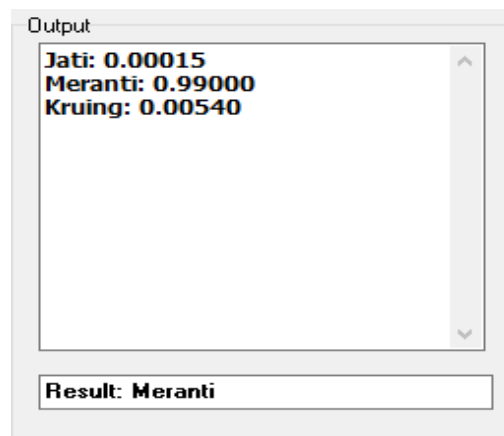 Output
Jati: 0.00015
Meranti: 0.99000
Kruing: 0.00540
Result: Meranti